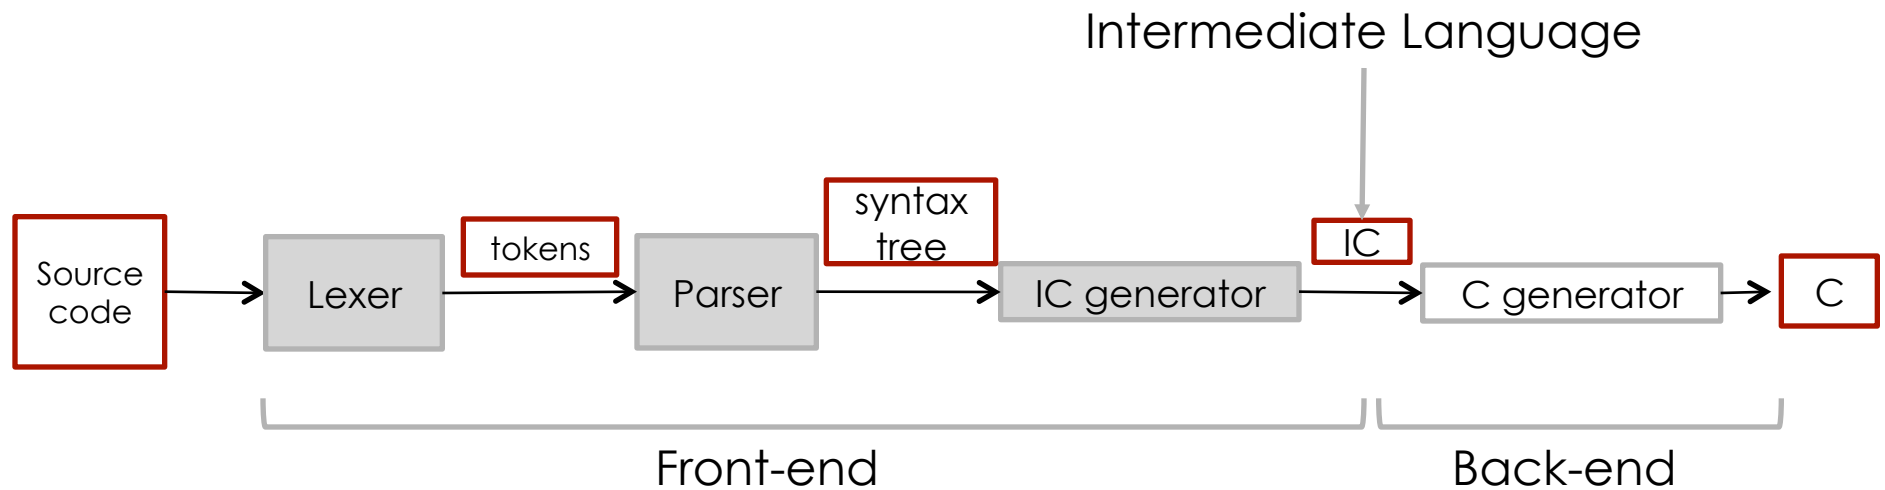 Intermediate Language
Source
code
Lexer
tokens
Parser
syntax
tree
IC generator
IC
C generator
C
Front-end
Back-end